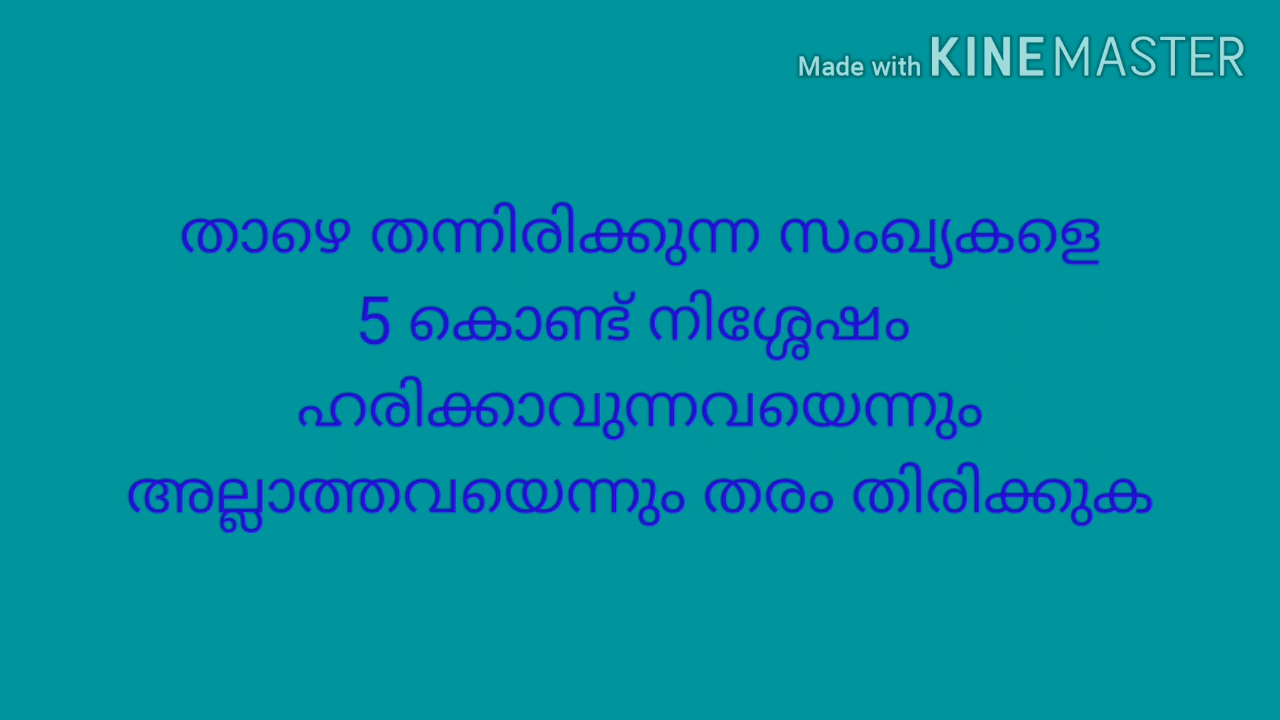 Made with KINEMASTER
താഴെ തന്നിരിക്കുന്ന സംഖ്യകളെ
5 കൊണ്ട് നിശ്ശേഷം
ഹരിക്കാവുന്നവയെന്നും
അല്ലാത്തവയെന്നും തരം തിരിക്കുക